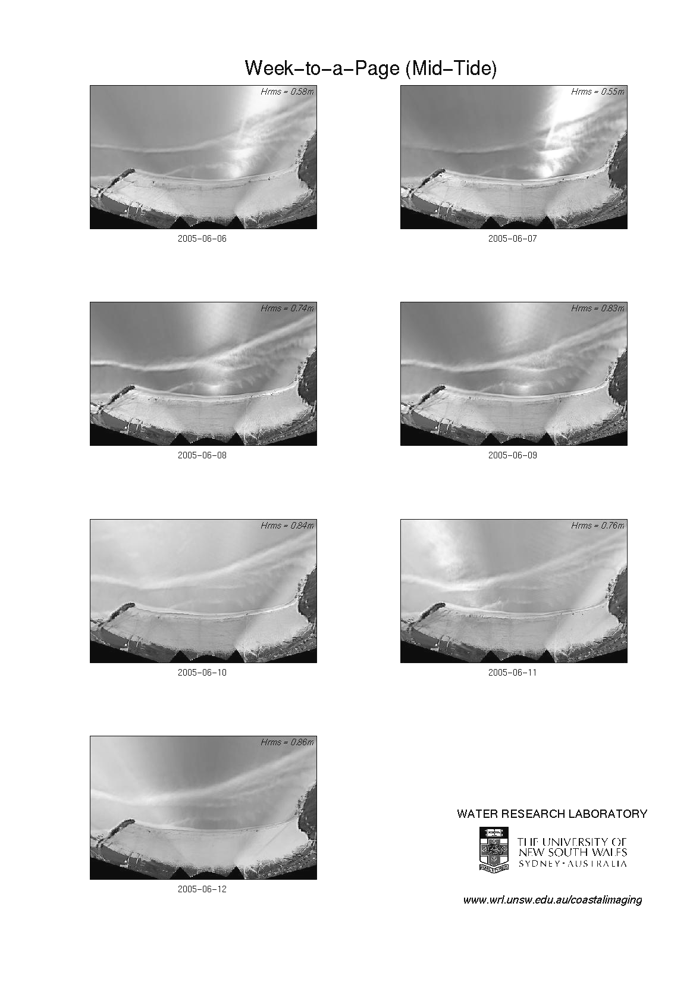 Week-to-a-Page (Mid-Tide)
Hrms = 0.58m
2005-06-06
Hrms = 0.55m
2005-06-07
Hrms = 0.74m
2005-06-08
Hrms = 0.83m
2005-06-09
Hrms = 0.84m
2005-06-10
Hrms = 0.76m
2005-06-11
Hrms = 0.86m
2005-06-12
WATER RESEARCH LABORATORY
THE UNIVERSITY OF
NEW SOUTH WALES
SYDNEY · AUSTRALIA
www.wrl.unsw.edu.au/coastalimaging